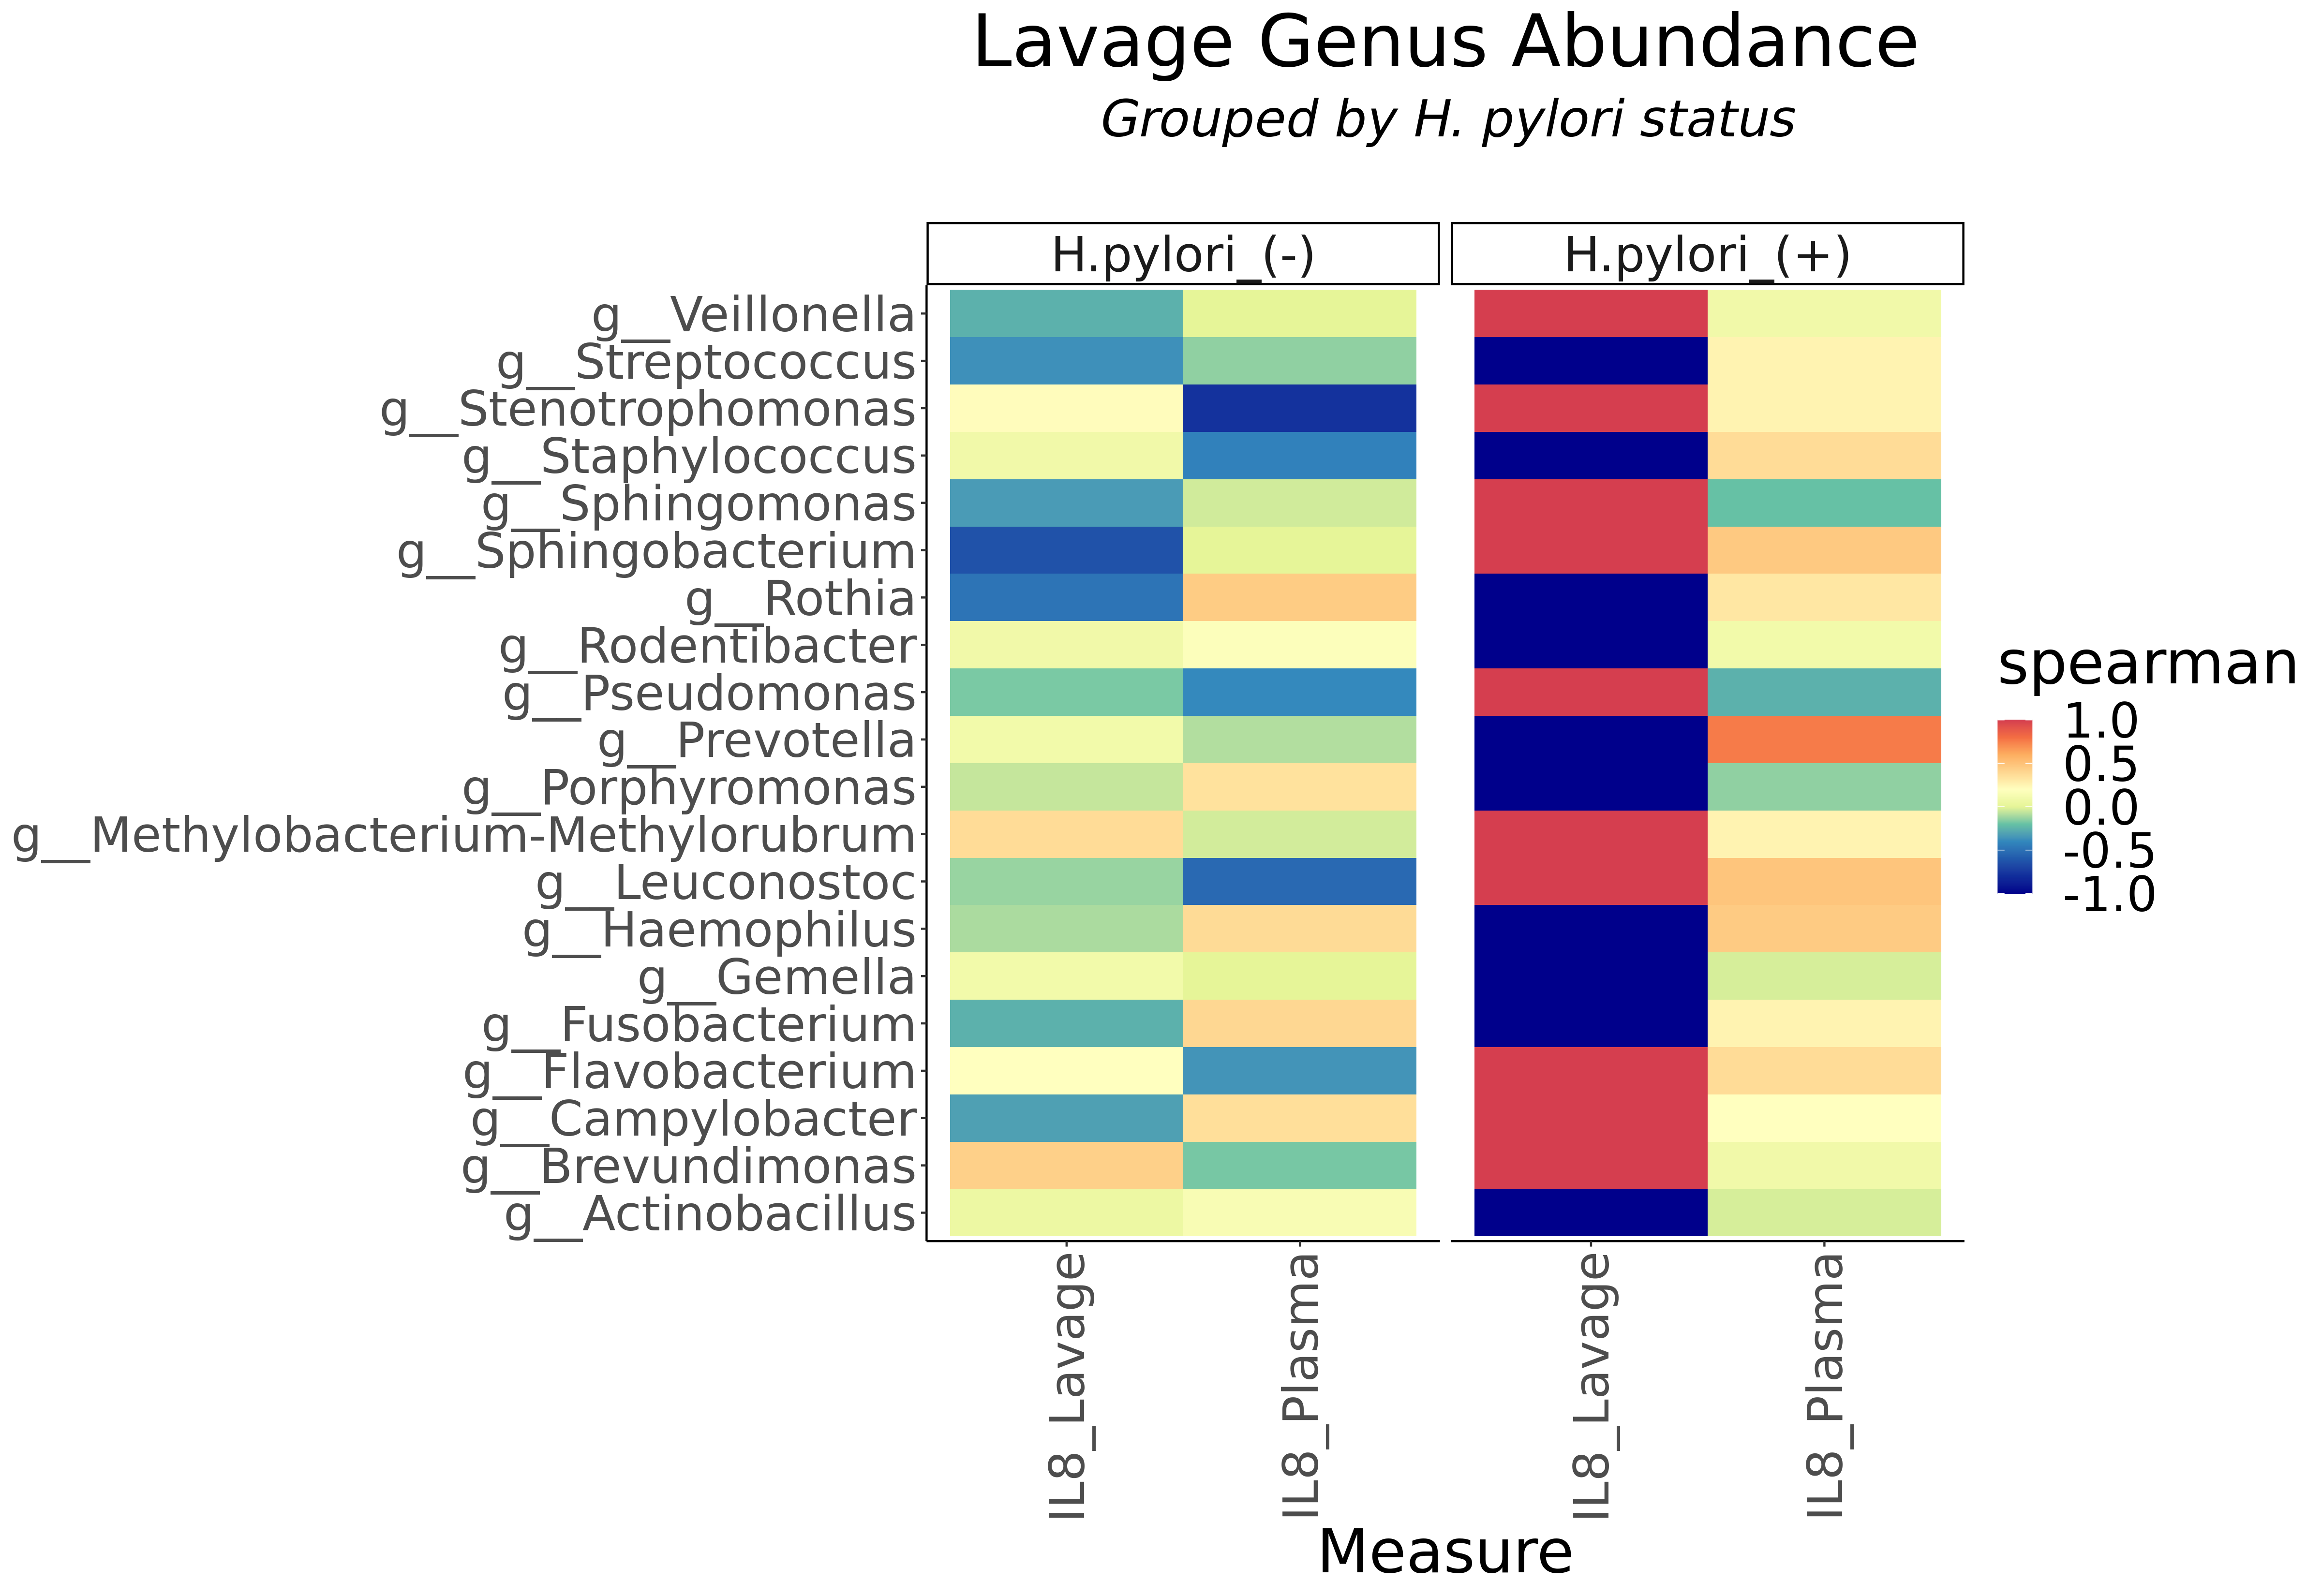 Lavage Genus Abundance
Grouped by H. pylori status
H.pylori_(-) H.pylori_(+)
g__Veillonella
g__Streptococcus
g__Stenotrophomonas
g__Staphylococcus
g__Sphingomonas
g__Sphingobacterium
g__Rothia
g__Rodentibacter
g__Pseudomonas
g__Prevotella
g__Porphyromonas
g__Methylobacterium-Methylorubrum
g__Leuconostoc
g__Haemophilus
g__Gemella
g__Fusobacterium
g__Flavobacterium
g__Campylobacter
g__Brevundimonas
g__Actinobacillus
IL8_Lavage
IL8_Plasma
IL8_Lavage
IL8_Plasma
Measure
spearman
1.0
0.5
0.0
-0.5
-1.0